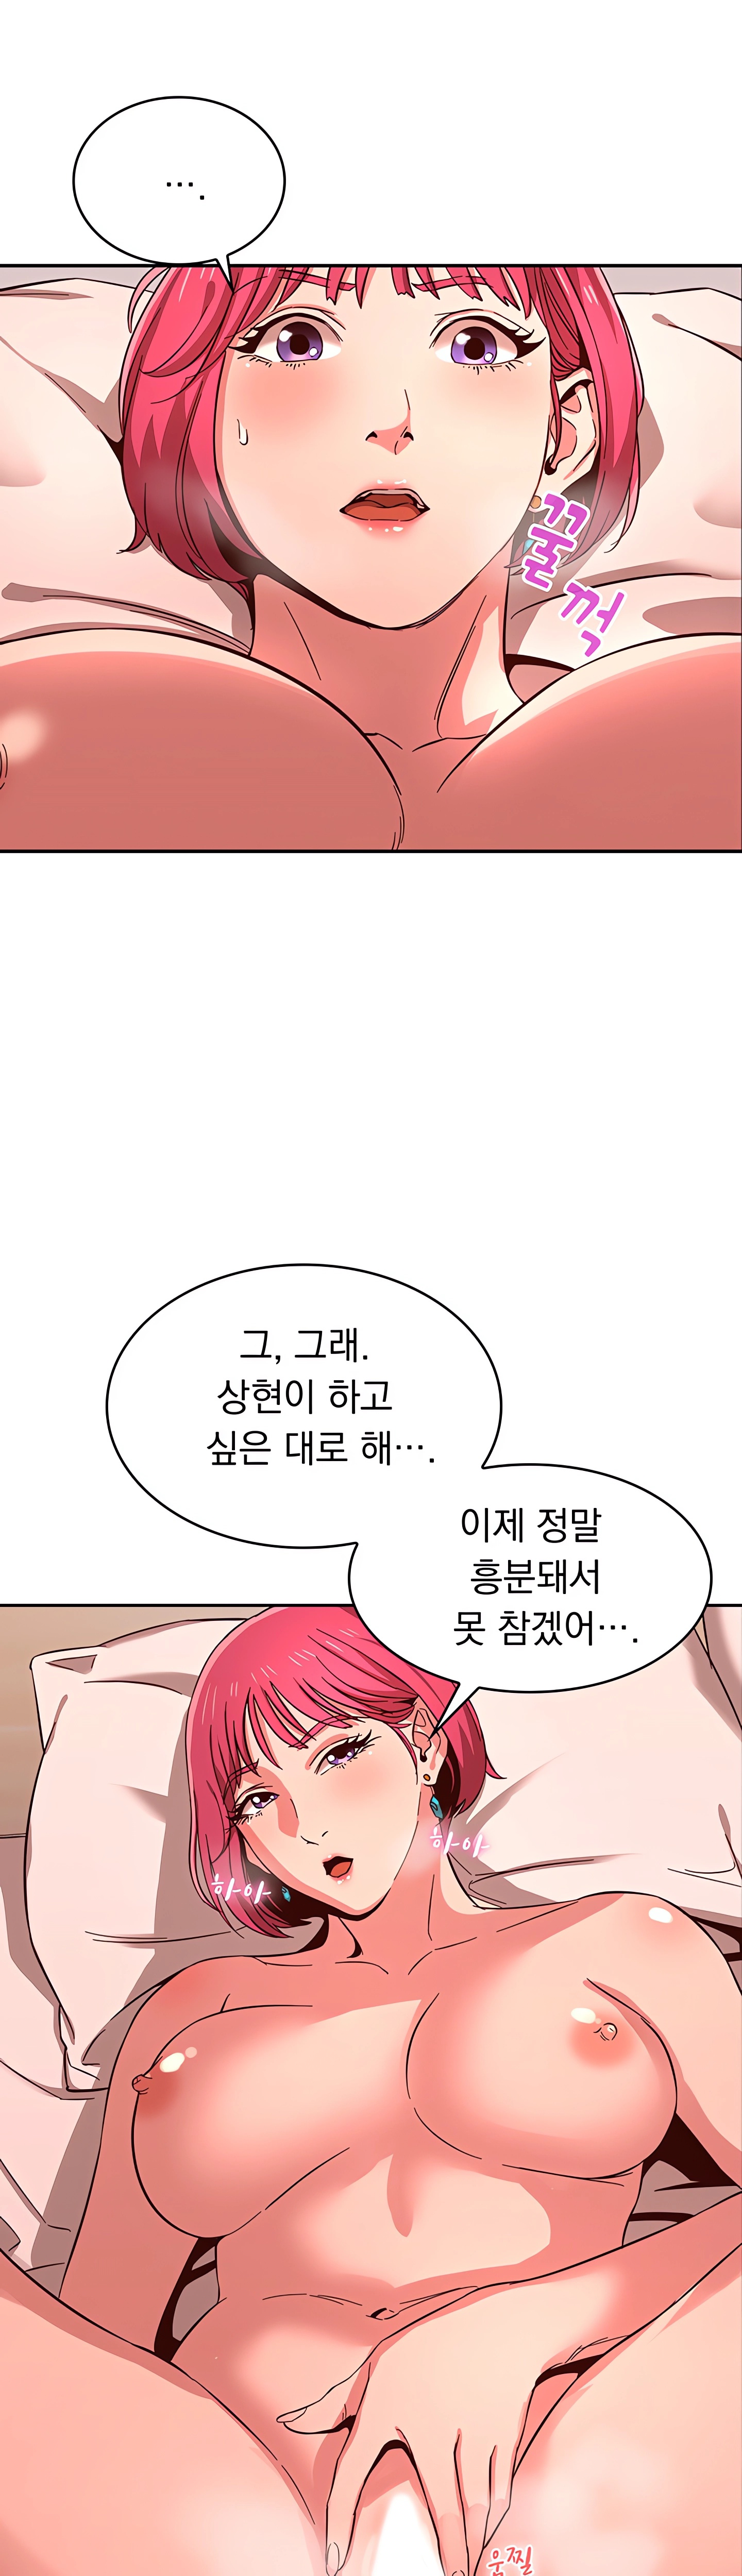 ….
꿀
꺽
그, 그래.
상현이 하고
싶은 대로 해….
이제 정말
흥분돼서
못 참겠어….
하아
하아
움찔